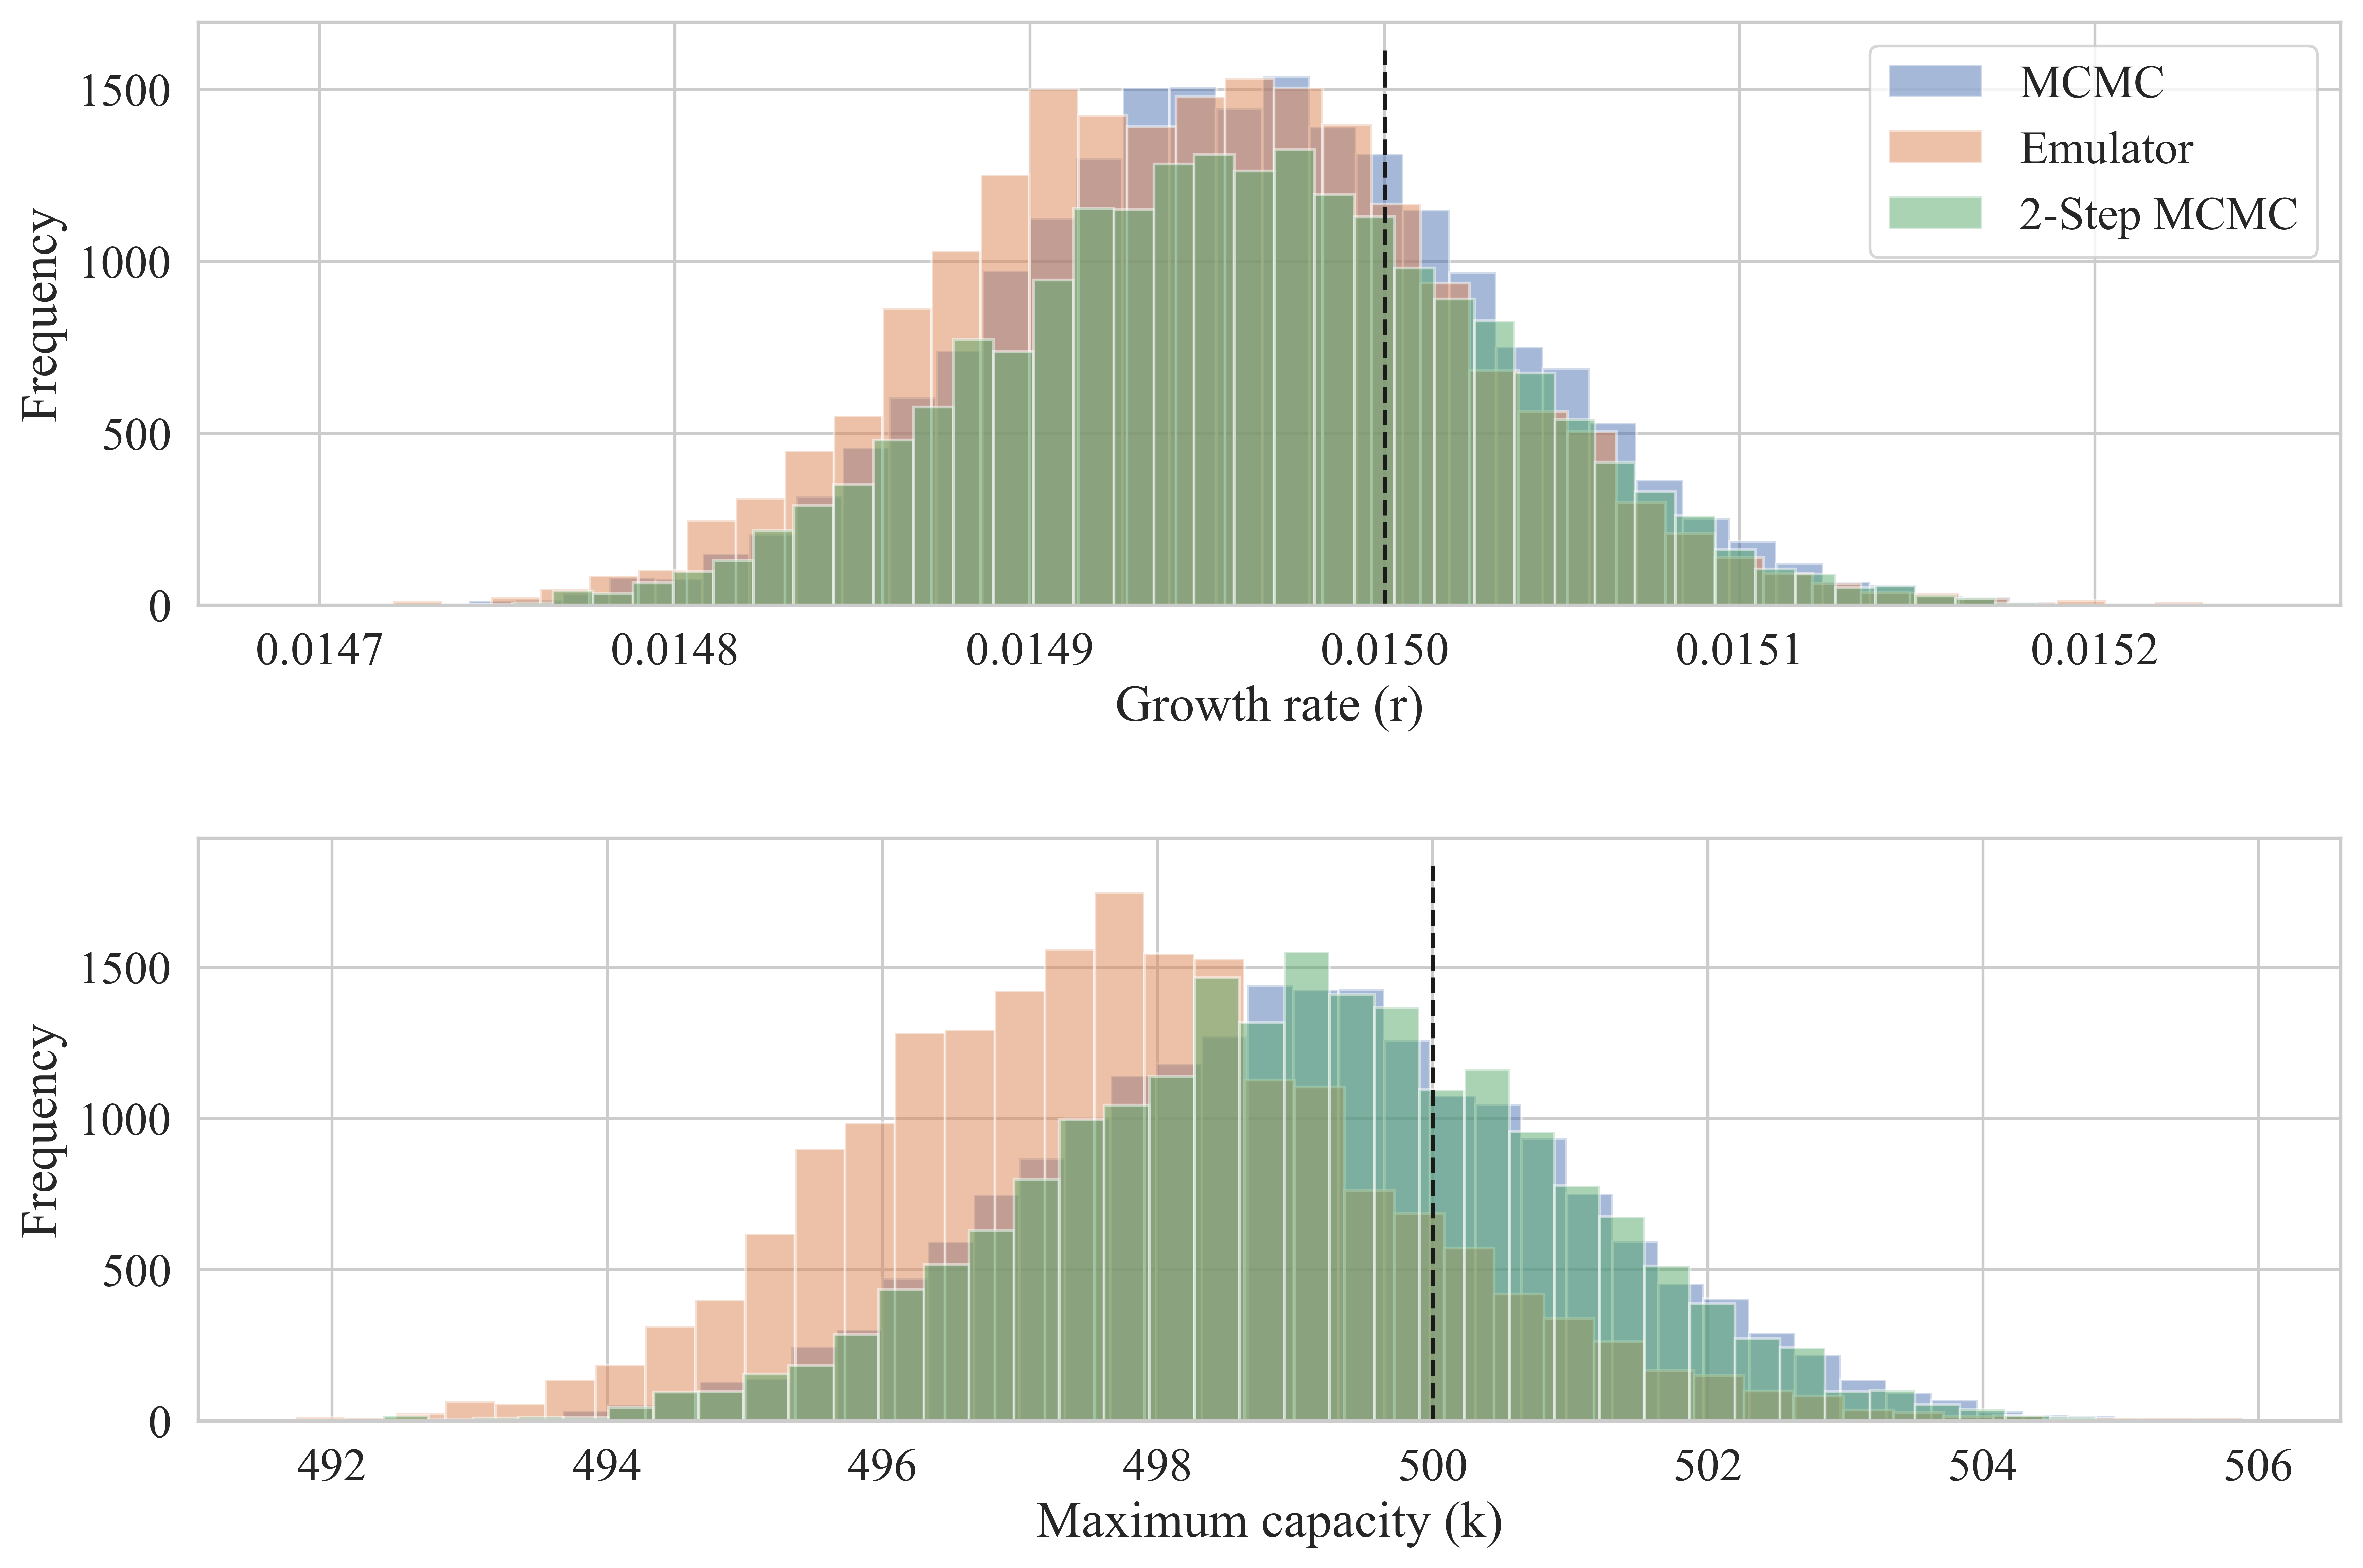 MCMC
Emulator
2-Step MCMC
Frequency
1500
1000
500
0
0.0147 0.0148 0.0149 0.0150 0.0151 0.0152
Growth rate (r)
Frequency
1500
1000
500
0
492 494 496 498 500 502 504 506
Maximum capacity (k)